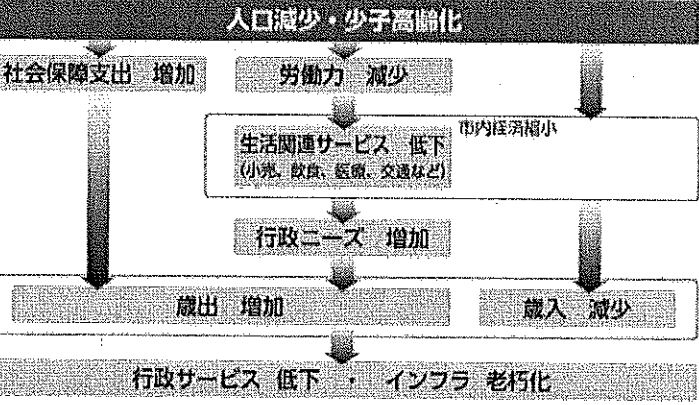 人口減少・少子高齢化
社会保障支出 増加
労働力 減少
市内経済縮小
生活関連サービス 低下
(小売、飲食、医療、交通など)
行政ニーズ 増加
歳出 増加
歳入 減少
行政サービス 低下 ・ インフラ 老朽化